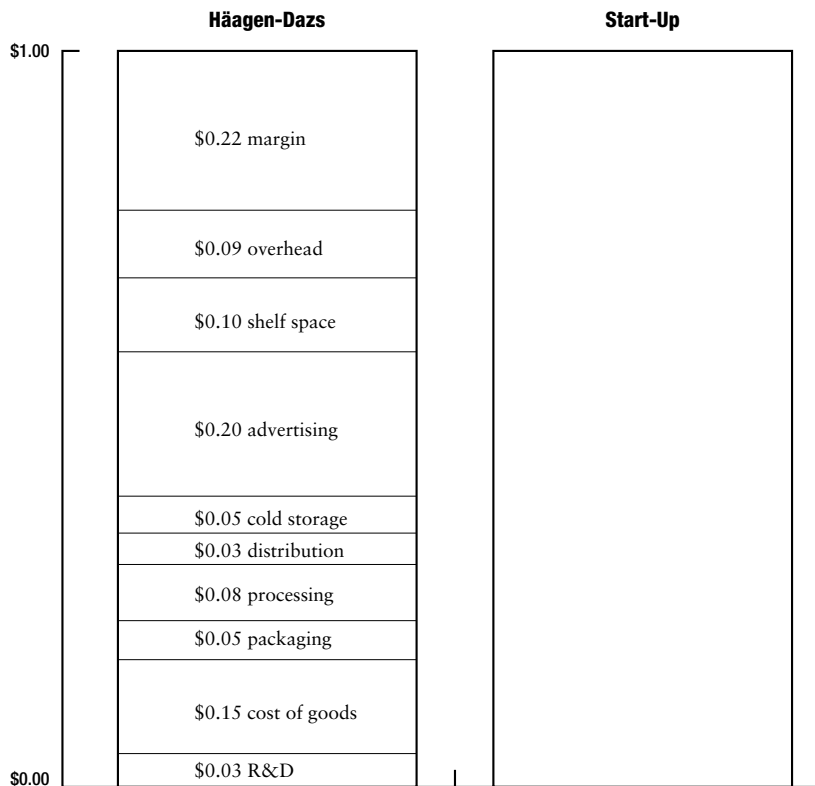 Häagen-Dazs
Start-Up
$1.00
$0.22 margin
$0.09 overhead
$0.10 shelf space
$0.20 advertising
$0.05 cold storage
$0.03 distribution
$0.08 processing
$0.05 packaging
$0.15 cost of goods
$0.03 R&D
$0.00